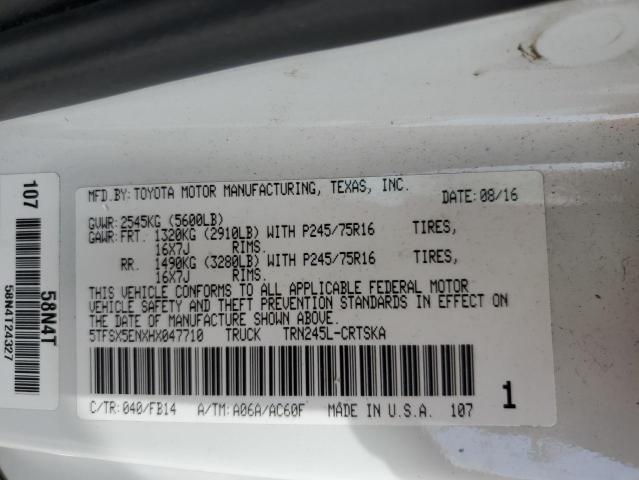 MFD.BY: TOYOTA MOTOR MANUFACTURING, TEXAS, INC. DATE: 08/16
GVWR: 2545KG (5600LB)
GAWR: FRT. 1320KG (2910LB) WITH P245/75R16 TIRES,
16X7J RIMS.
RR. 1490KG (3280LB) WITH P245/75R16 TIRES,
16X7J RIMS.
THIS VEHICLE CONFORMS TO ALL APPLICABLE FEDERAL MOTOR
VEHICLE SAFETY AND THEFT PREVENTION STANDARDS IN EFFECT ON
THE DATE OF MANUFACTURE SHOWN ABOVE.
5TFSX5ENXHX047710 TRUCK TRN245L-CRTSKA
C/TR: 040/FB14 A/TM: A06A/AC60F MADE IN U.S.A. 107 1
107
58N4T
58N4T24327